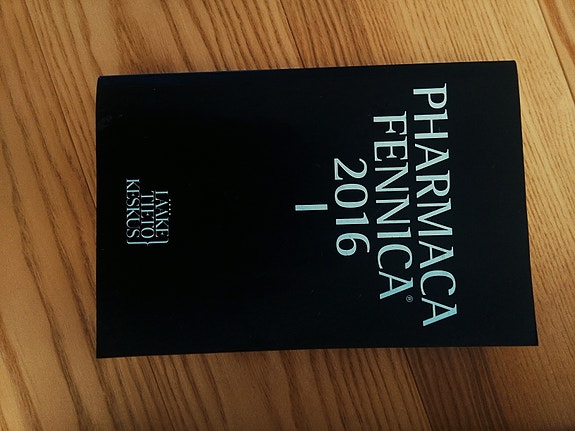 PHARMACA
FENNICA®
2016
I
LÄÄKE
TIETO
KESKUS